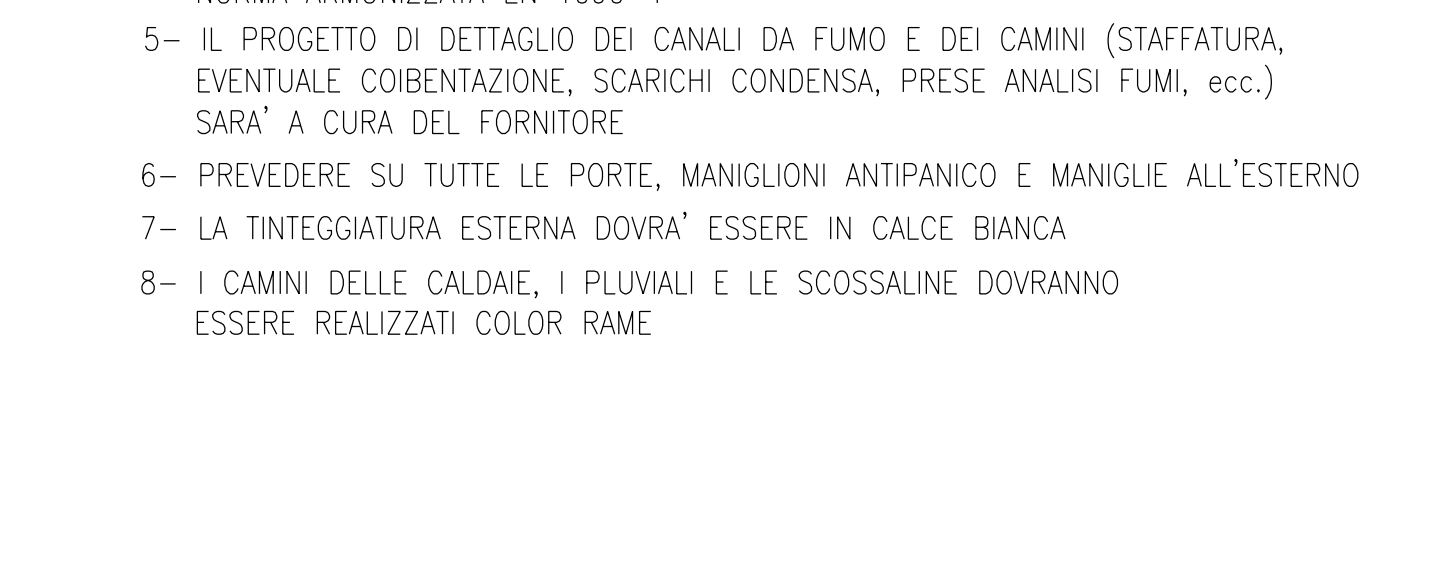 5– IL PROGETTO DI DETTAGLIO DEI CANALI DA FUMO E DEI CAMINI (STAFFATURA,
EVENTUALE COIBENTAZIONE, SCARICHI CONDENSA, PRESE ANALISI FUMI, ecc.)
SARA' A CURA DEL FORNITORE
6– PREVEDERE SU TUTTE LE PORTE, MANIGLIONI ANTIPANICO E MANIGLIE ALL'ESTERNO
7– LA TINTEGGIATURA ESTERNA DOVRA' ESSERE IN CALCE BIANCA
8– I CAMINI DELLE CALDAIE, I PLUVIALI E LE SCOSSALINE DOVRANNO
ESSERE REALIZZATI COLOR RAME